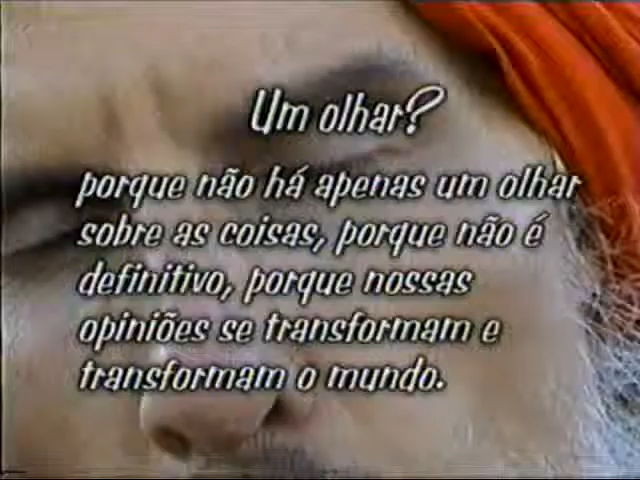 Um olhar?
porque não há apenas um olhar
sobre as coisas, porque não é
definitivo, porque nossas
opiniões se transformam e
transformam o mundo.